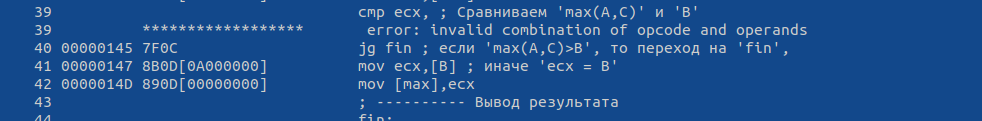 39 cmp ecx, ; Сравниваем 'max(A,C)' и 'B'
39 ****************** error: invalid combination of opcode and operands
40 00000145 7F0C jg fin ; если 'max(A,C)>B', то переход на 'fin',
41 00000147 8B0D[0A000000] mov ecx,[B] ; иначе 'ecx = B'
42 0000014D 890D[00000000] mov [max],ecx
43 ; ---------- Вывод результата
44 fin: